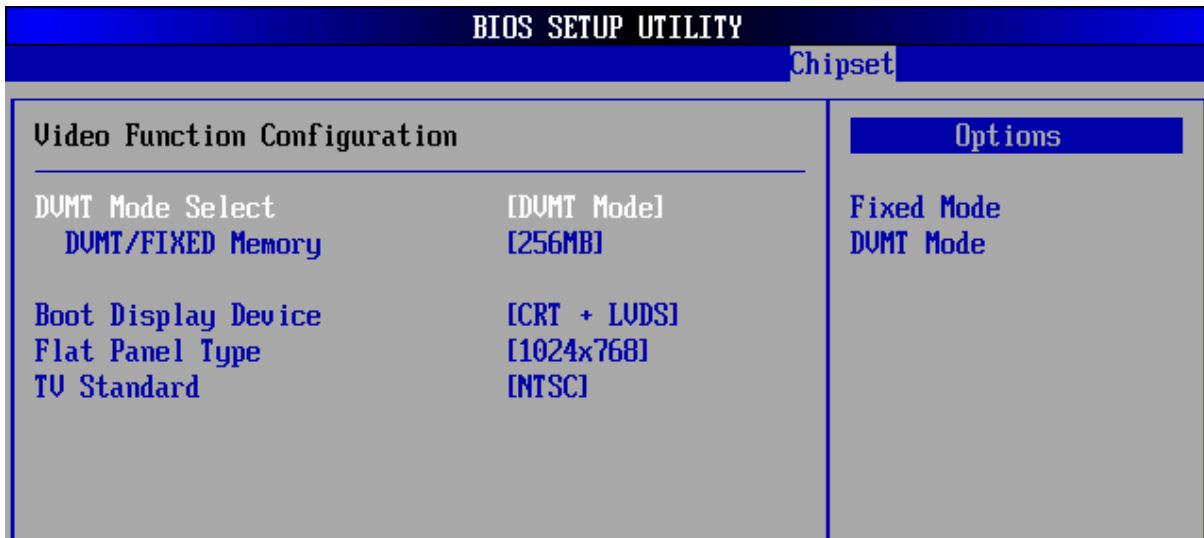 BIOS SETUP UTILITY
Chipset
Video Function Configuration
DVMT Mode Select [DVMT Mode]
DVMT/FIXED Memory [256MB]
Boot Display Device [CRT + LVDS]
Flat Panel Type [1024x768]
TV Standard [NTSC]
Options
Fixed Mode
DVMT Mode